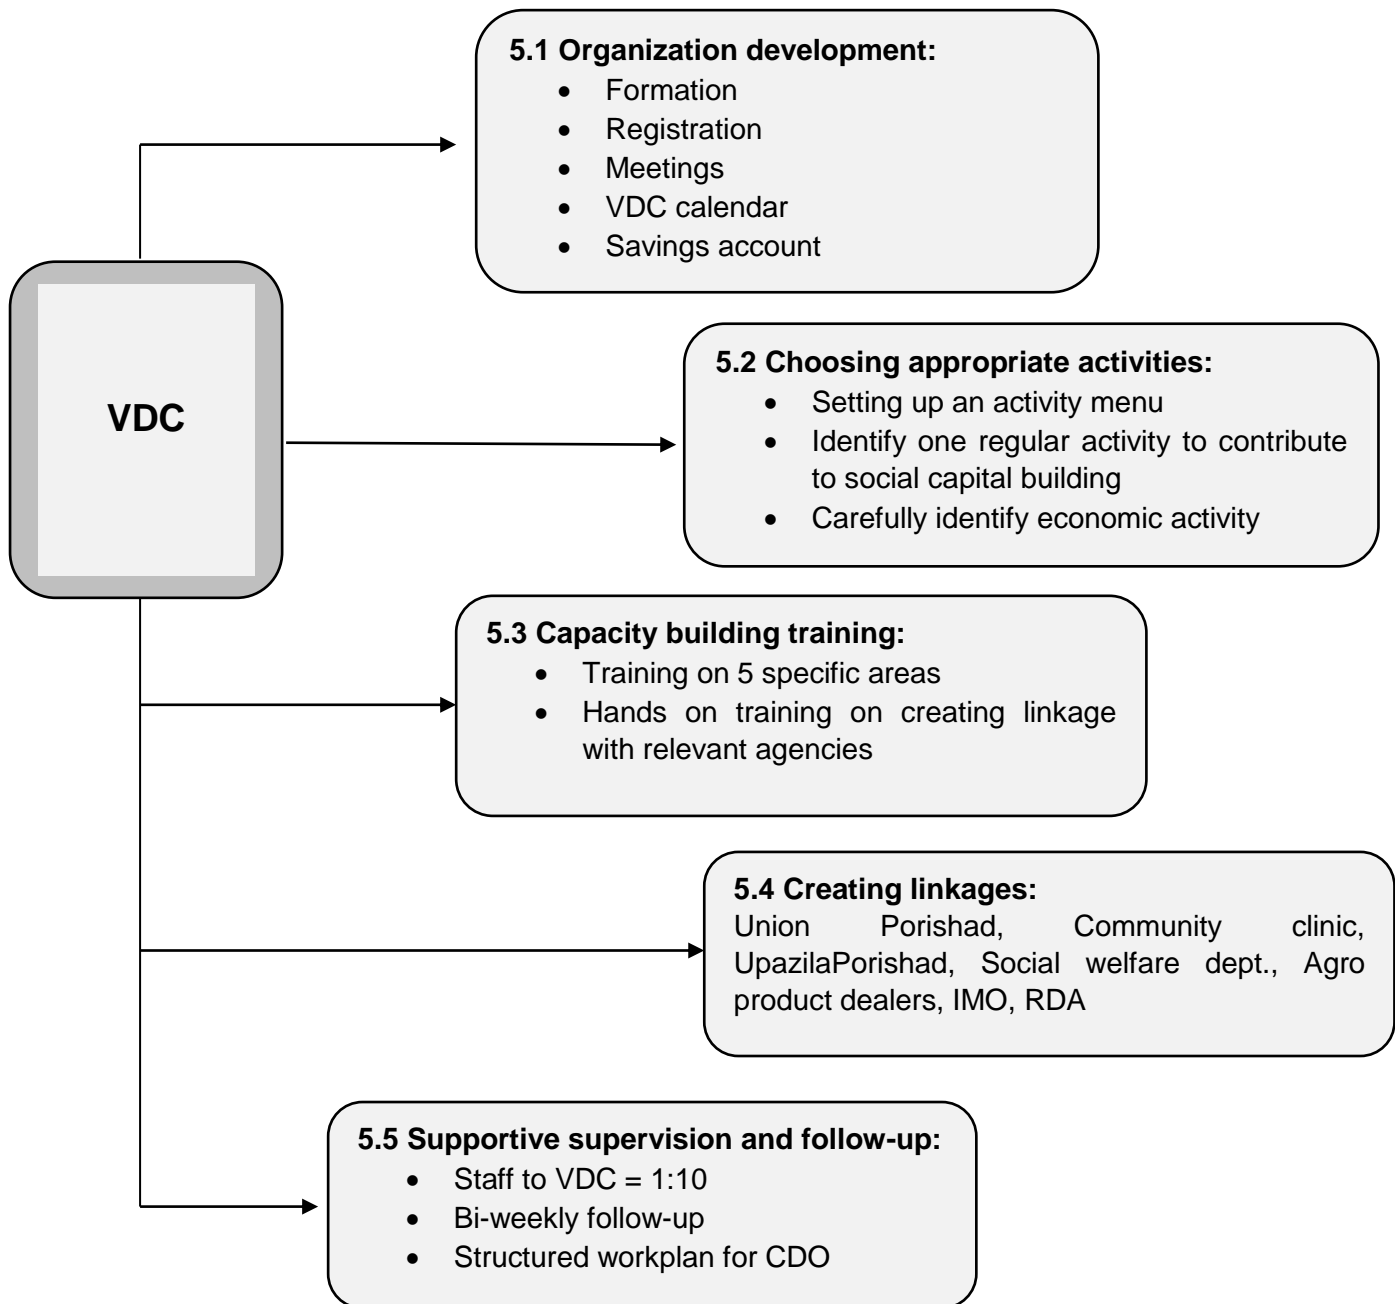 5.1 Organization development:
• Formation
• Registration
• Meetings
• VDC calendar
• Savings account
VDC
5.2 Choosing appropriate activities:
• Setting up an activity menu
• Identify one regular activity to contribute
to social capital building
• Carefully identify economic activity
5.3 Capacity building training:
• Training on 5 specific areas
• Hands on training on creating linkage
with relevant agencies
5.4 Creating linkages:
Union Porishad, Community clinic,
UpazilaPorishad, Social welfare dept., Agro
product dealers, IMO, RDA
5.5 Supportive supervision and follow-up:
• Staff to VDC = 1:10
• Bi-weekly follow-up
• Structured workplan for CDO